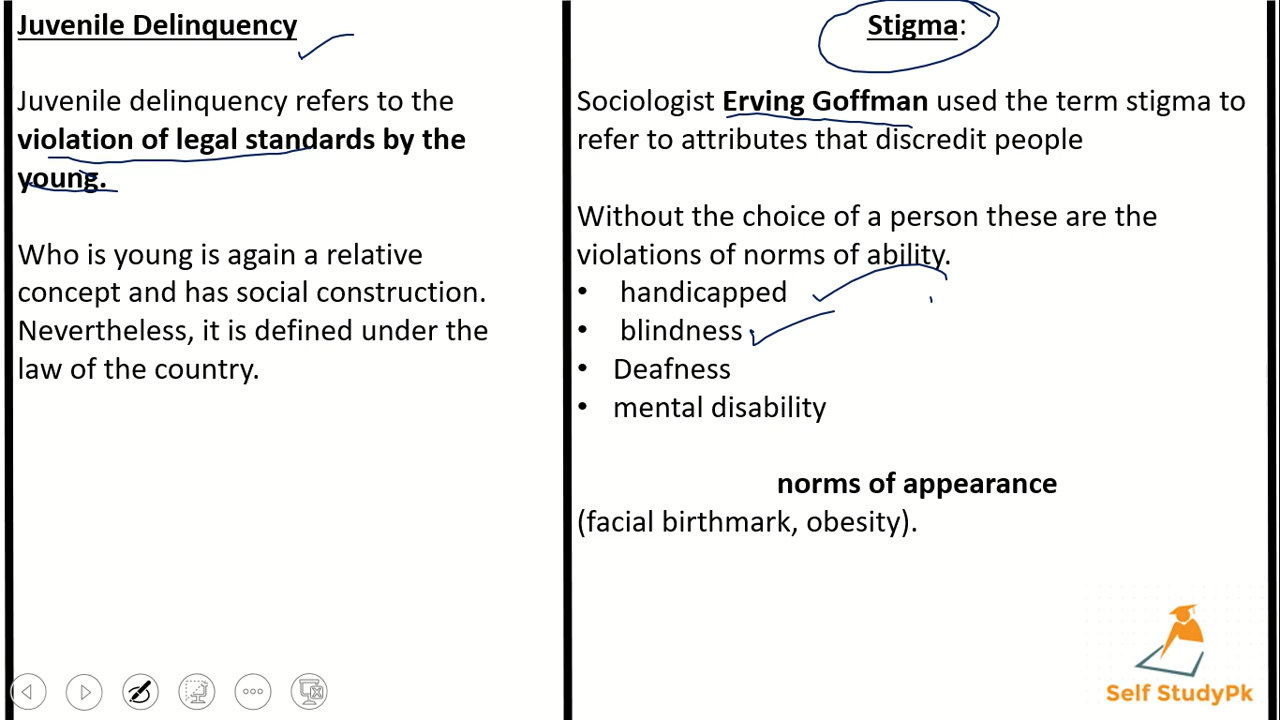 Juvenile Delinquency
Juvenile delinquency refers to the
violation of legal standards by the
young.
Who is young is again a relative
concept and has social construction.
Nevertheless, it is defined under the
law of the country.
Stigma:
Sociologist Erving Goffman used the term stigma to
refer to attributes that discredit people
Without the choice of a person these are the
violations of norms of ability.
• handicapped
• blindness
• Deafness
• mental disability
norms of appearance
(facial birthmark, obesity).
Self StudyPk